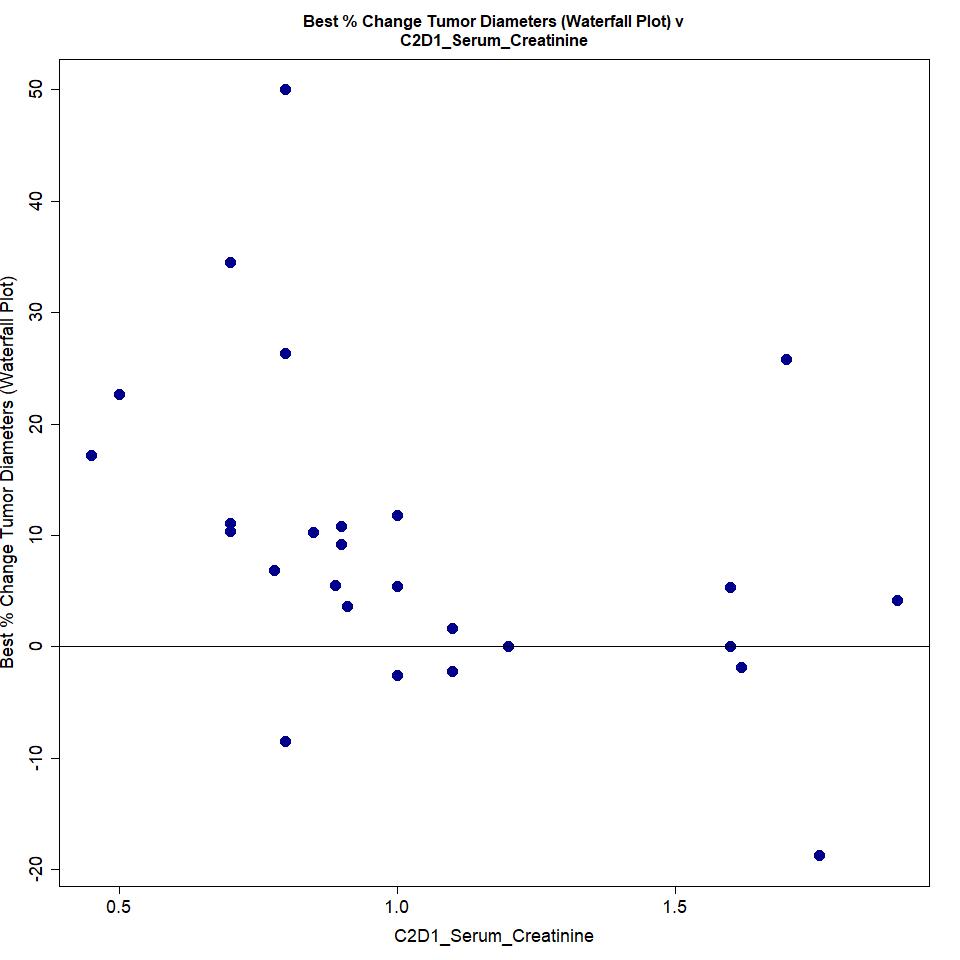 Best % Change Tumor Diameters (Waterfall Plot) v
C2D1_Serum_Creatinine
Best % Change Tumor Diameters (Waterfall Plot)
50
40
30
20
10
0
-10
-20
0.5
1.0
1.5
C2D1_Serum_Creatinine